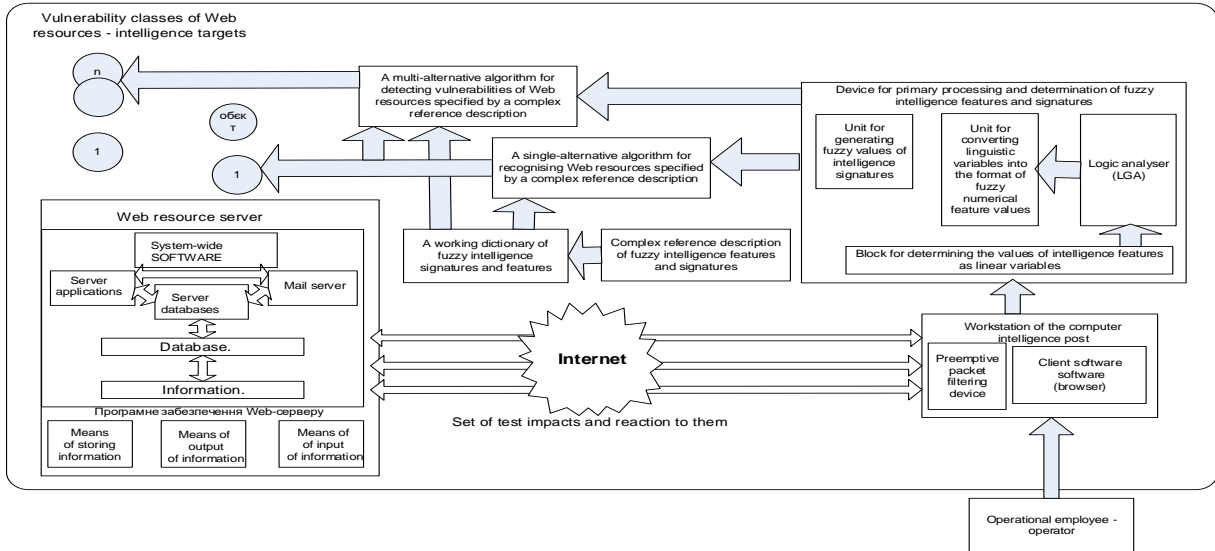 Vulnerability classes of Web
resources - intelligence targets
n
1
обєк
т
1
A multi-alternative algorithm for
detecting vulnerabilities of Web
resources specified by a complex
reference description
A single-alternative algorithm for
recognising Web resources specified
by a complex reference description
A working dictionary of
fuzzy intelligence
signatures and features
Complex reference description
of fuzzy intelligence features
and signatures
Device for primary processing and determination of fuzzy
intelligence features and signatures
Unit for
generating fuzzy
values of
intelligence
signatures
Unit for
converting
linguistic
variables into
the format of
fuzzy
numerical
feature values
Logic analyser
(LGA)
Block for determining the values of intelligence features
as linear variables
Web resource server
System-wide
SOFTWARE
Server
applications
Server
databases
Mail server
Database.
Information.
Програмне забезпечення Web-серверу
Means
of storing
information
Means of
output
of information
Means of
of input
of information
Internet
Set of test impacts and reaction to them
Workstation of the computer
intelligence post
Preemptive
packet
filtering
device
Client software
software
(browser)
Operational employee -
operator